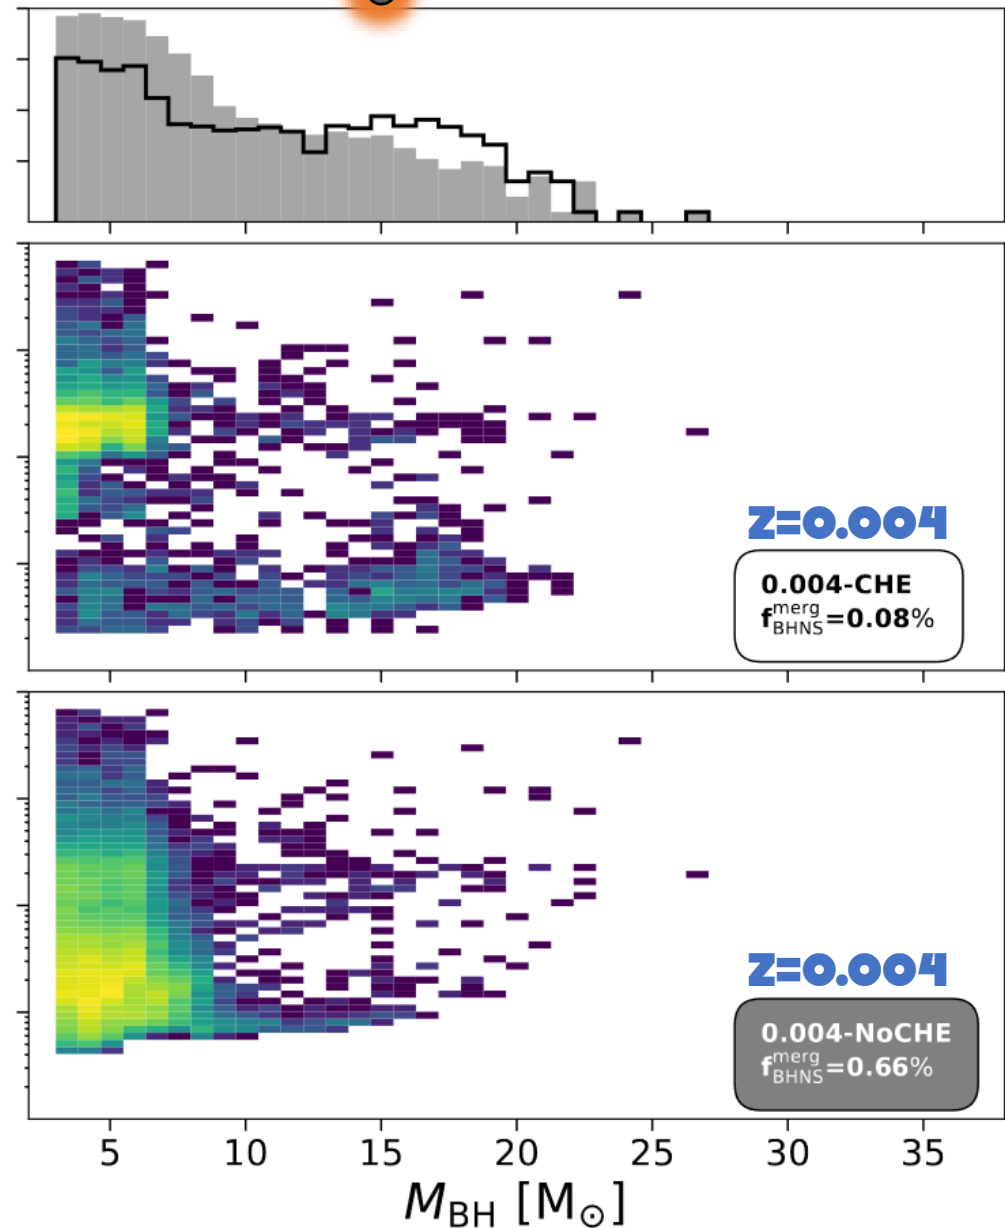 Z=0.004
0.004-CHE
f^merg_BHNS=0.08%
Z=0.004
0.004-NoCHE
f^merg_BHNS=0.66%
5 10 15 20 25 30 35
M_BH [M_⊙]